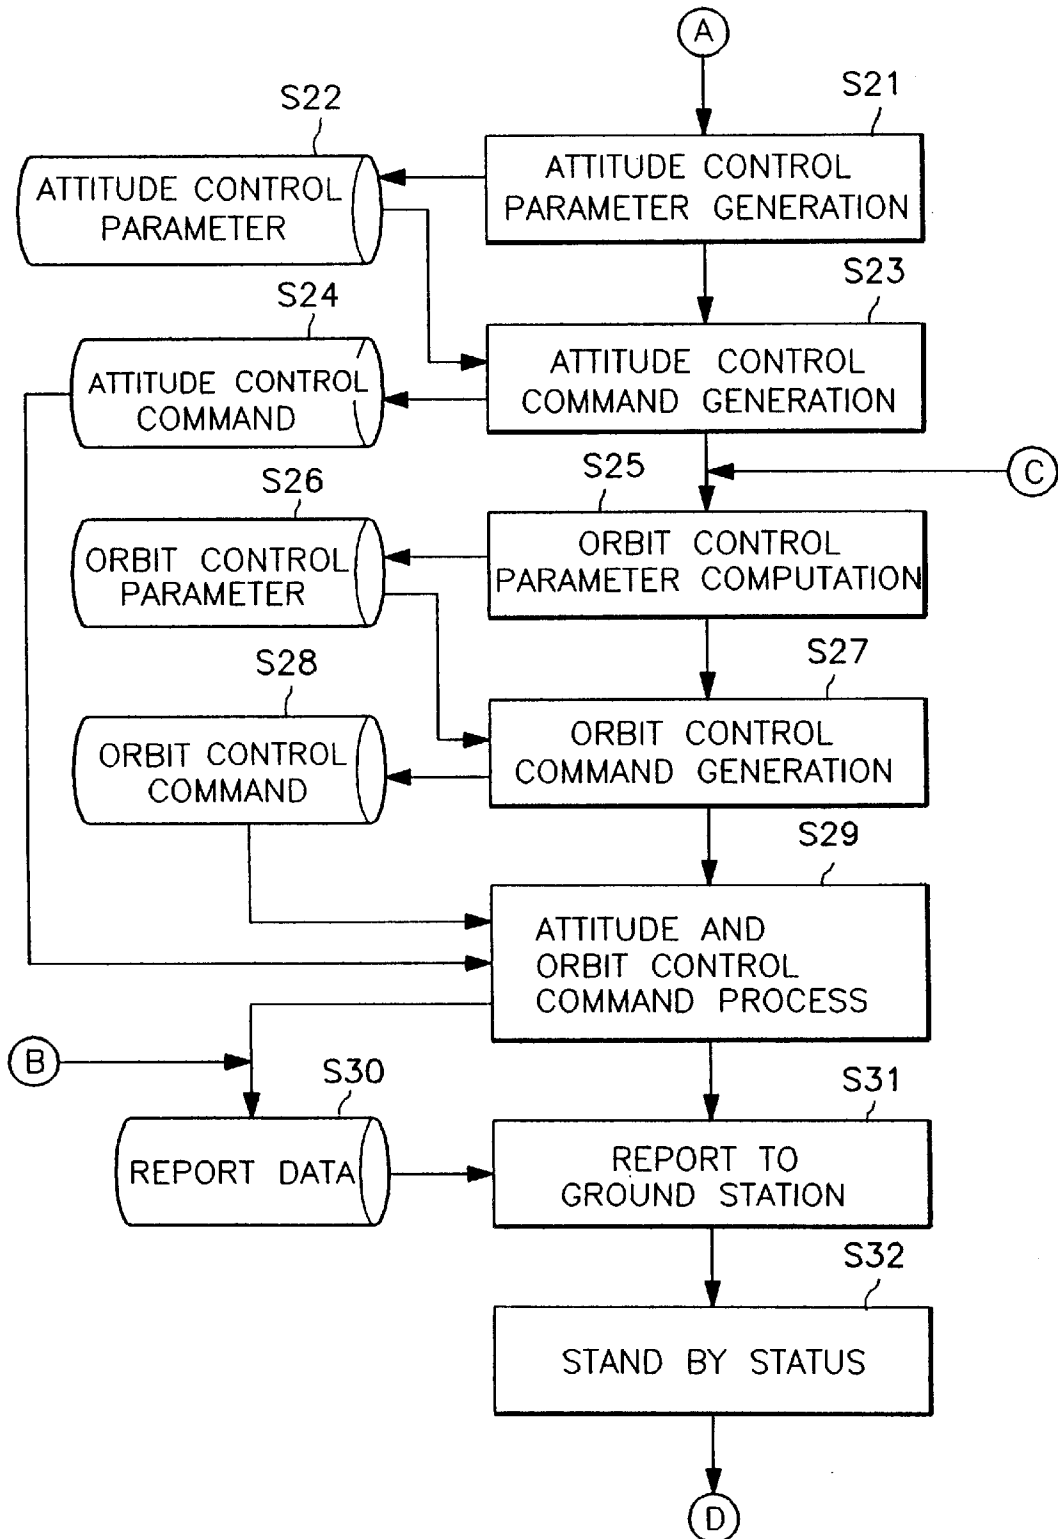 A
S21
S22
ATTITUDE CONTROL
PARAMETER GENERATION
ATTITUDE CONTROL
PARAMETER
S23
S24
ATTITUDE CONTROL
COMMAND GENERATION
ATTITUDE CONTROL
COMMAND
C
S25
S26
ORBIT CONTROL
PARAMETER COMPUTATION
ORBIT CONTROL
PARAMETER
S27
S28
ORBIT CONTROL
COMMAND GENERATION
ORBIT CONTROL
COMMAND
S29
ATTITUDE AND
ORBIT CONTROL
COMMAND PROCESS
B
S30
S31
REPORT DATA
REPORT TO
GROUND STATION
S32
STAND BY STATUS
D